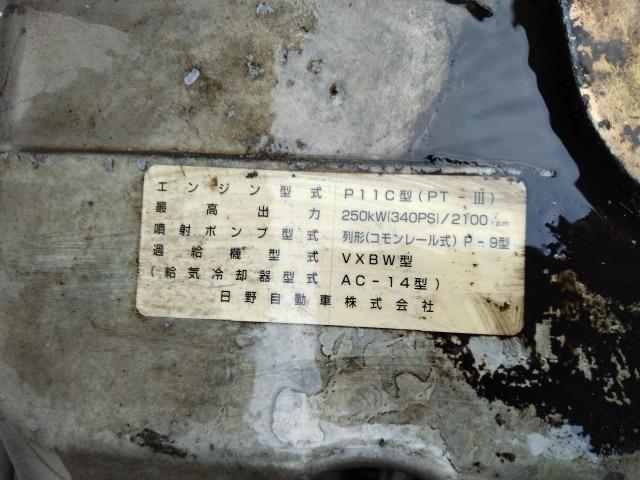 エンジン型式 P11C型(PT-Ⅲ)
最高出力 250kW(340PS)/2100rpm
噴射ポンプ型式 列形(コモンレール式)P-9型
過給機型式 VXBW型
(給気冷却器型式 AC-14型)
日野自動車株式会社